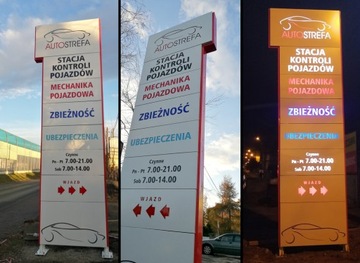 AUTOSTREFA
STACJA
KONTROLI
POJAZDÓW
MECHANIKA
POJAZDOWA
ZBIEŻNOŚĆ
UBEZPIECZENIA
Czynne
Pn - Pt 7.00-21.00
Sob 7.00-14.00
WJAZD
AUTOSTREFA
STACJA
KONTROLI
POJAZDÓW
MECHANIKA
POJAZDOWA
ZBIEŻNOŚĆ
UBEZPIECZENIA
Czynne
Pn - Pt 7.00-21.00
Sob 7.00-14.00
WJAZD
AUTOSTREFA
STACJA
KONTROLI
POJAZDÓW
MECHANIKA
POJAZDOWA
ZBIEŻNOŚĆ
UBEZPIECZENIA
Czynne
Pn - Pt 7.00-21.00
Sob 7.00-14.00
WJAZD